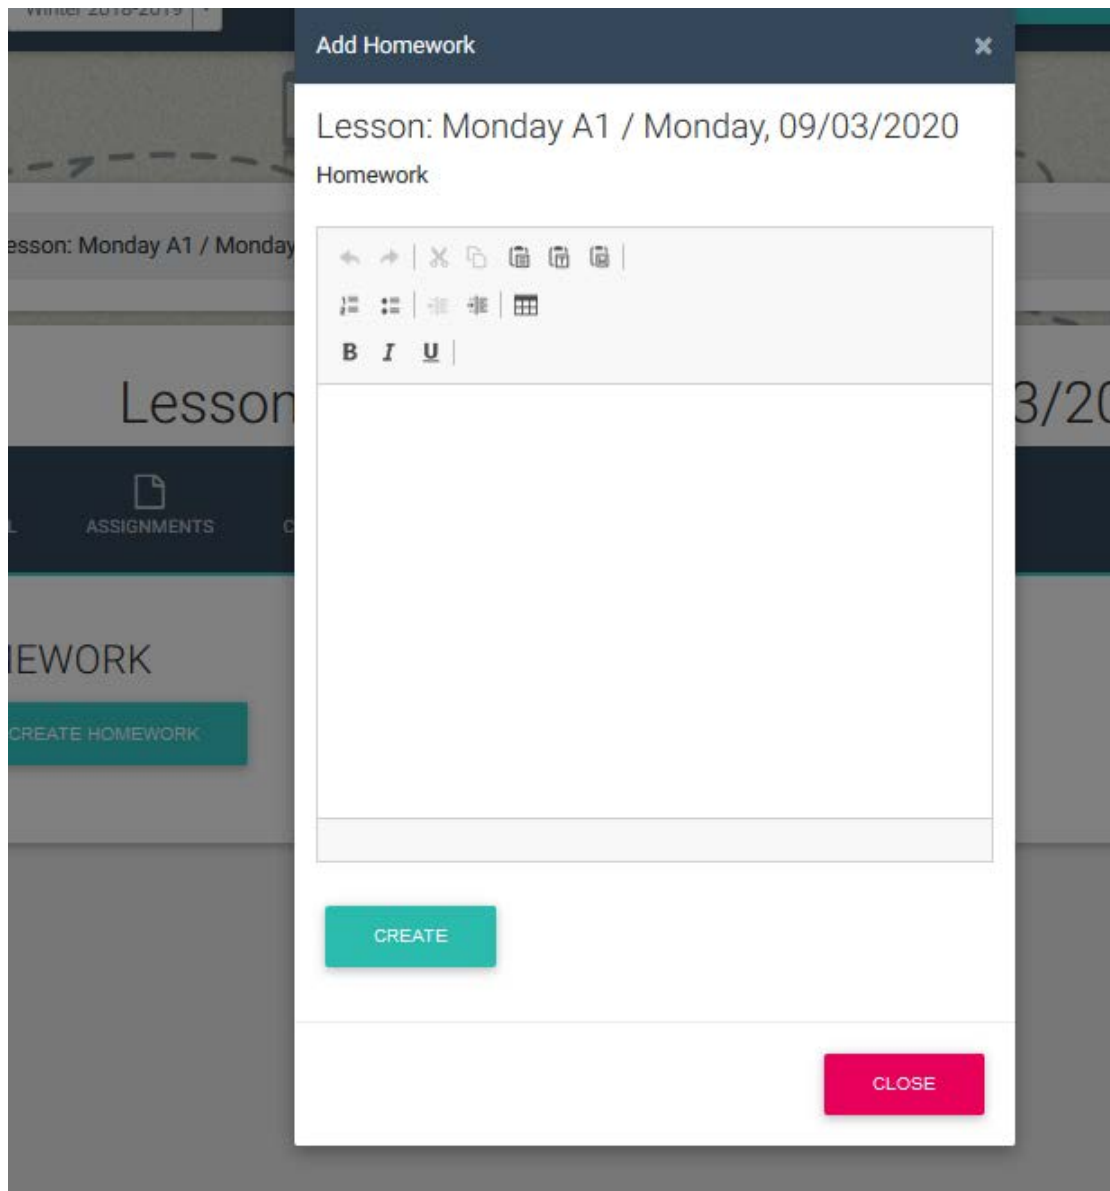 Winter 2018-2019
Add Homework
Lesson: Monday A1 / Monday, 09/03/2020
Homework
esson: Monday A1 / Monday
B I U
Lesson 3/20
L ASSIGNMENTS C
EWORK
CREATE HOMEWORK
CREATE
CLOSE